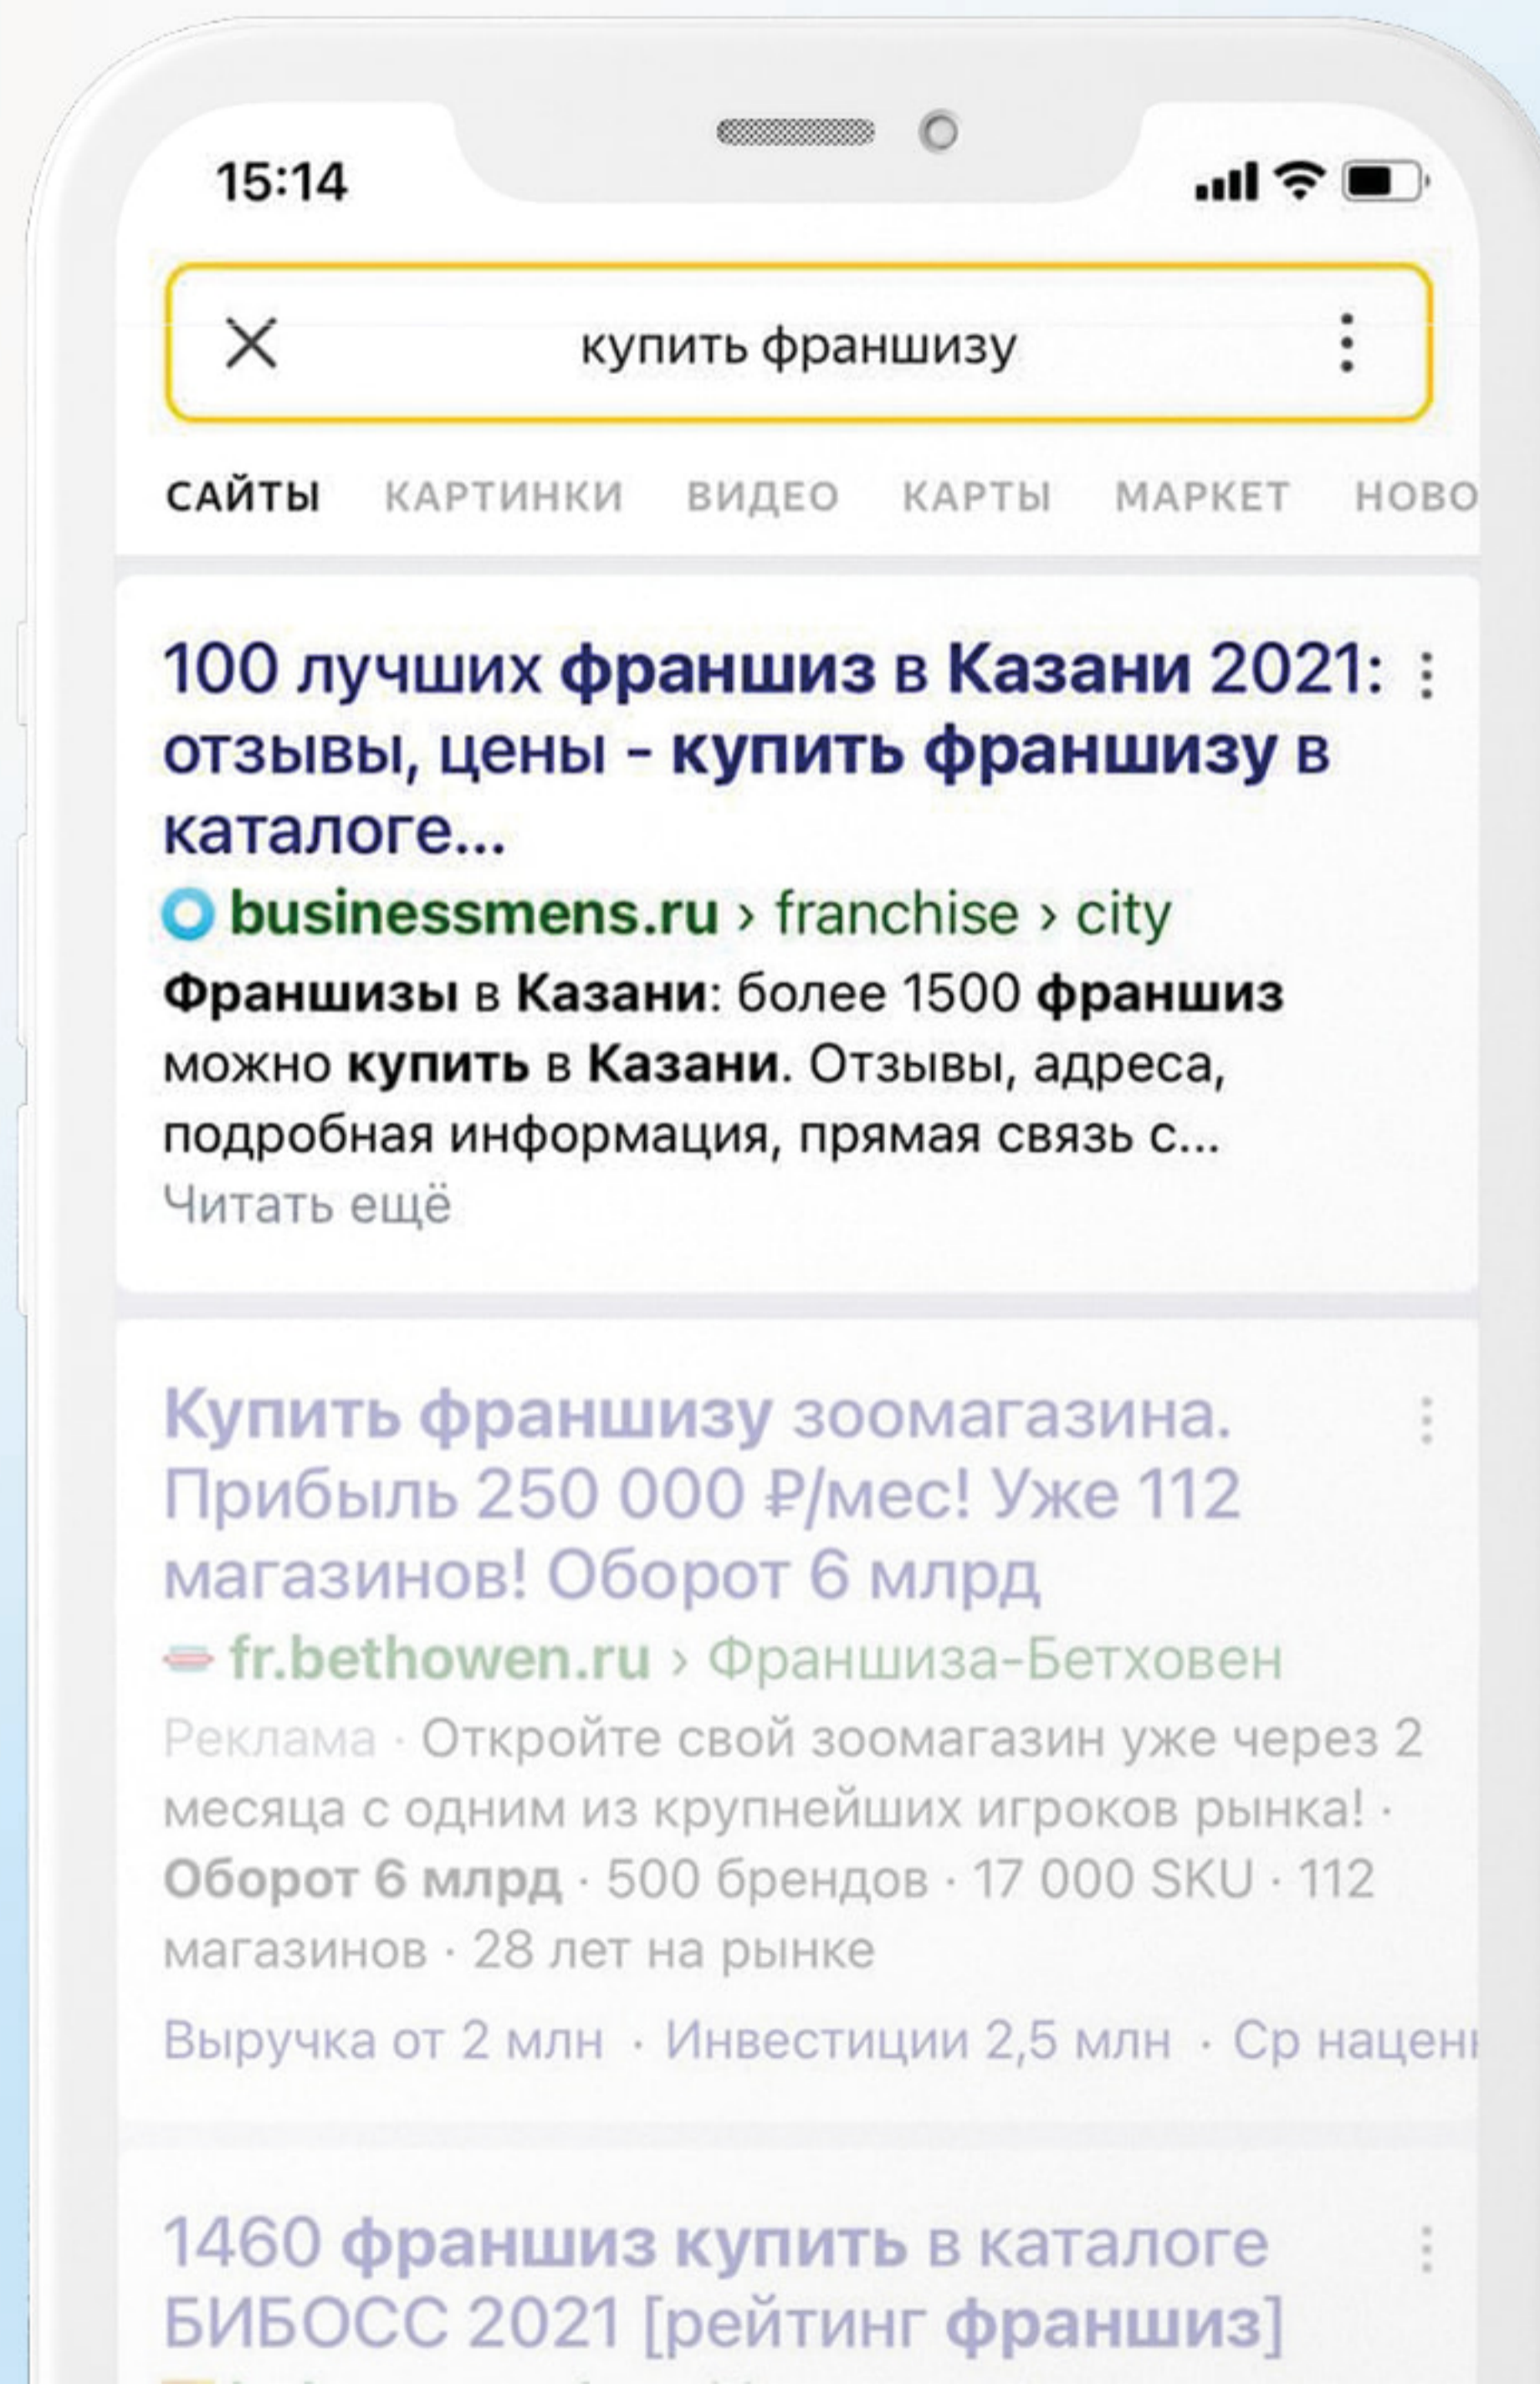 15:14
купить франшизу
САЙТЫ КАРТИНКИ ВИДЕО КАРТЫ МАРКЕТ НОВО
100 лучших франшиз в Казани 2021:
отзывы, цены - купить франшизу в
каталоге...
businessmens.ru › franchise › city
Франшизы в Казани: более 1500 франшиз
можно купить в Казани. Отзывы, адреса,
подробная информация, прямая связь с...
Читать ещё
Купить франшизу зоомагазина.
Прибыль 250 000 ₽/мес! Уже 112
магазинов! Оборот 6 млрд
fr.bethowen.ru › Франшиза-Бетховен
Реклама · Откройте свой зоомагазин уже через 2
месяца с одним из крупнейших игроков рынка! ·
Оборот 6 млрд · 500 брендов · 17 000 SKU · 112
магазинов · 28 лет на рынке
Выручка от 2 млн · Инвестиции 2,5 млн · Ср нацен
1460 франшиз купить в каталоге
БИБОСС 2021 [рейтинг франшиз]